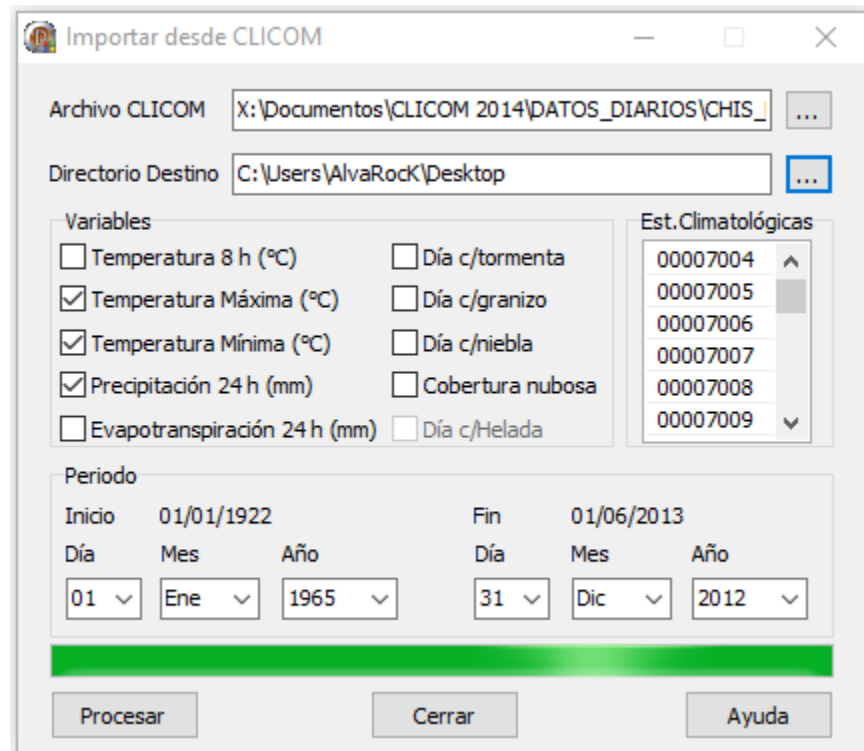 Importar desde CLICOM
Archivo CLICOM X:\Documentos\CLICOM 2014\DATOS_DIARIOS\CHIS_ ...
Directorio Destino C:\Users\AlvaRocK\Desktop ...
Variables Est.Climatológicas
Temperatura 8 h (ºC) Día c/tormenta 00007004
Temperatura Máxima (ºC) Día c/granizo 00007005
Temperatura Mínima (ºC) Día c/niebla 00007006
Precipitación 24 h (mm) Cobertura nubosa 00007007
Evapotranspiración 24 h (mm) Día c/Helada 00007008
00007009
Periodo
Inicio 01/01/1922 Fin 01/06/2013
Día Mes Año Día Mes Año
01 Ene 1965 31 Dic 2012
Procesar Cerrar Ayuda